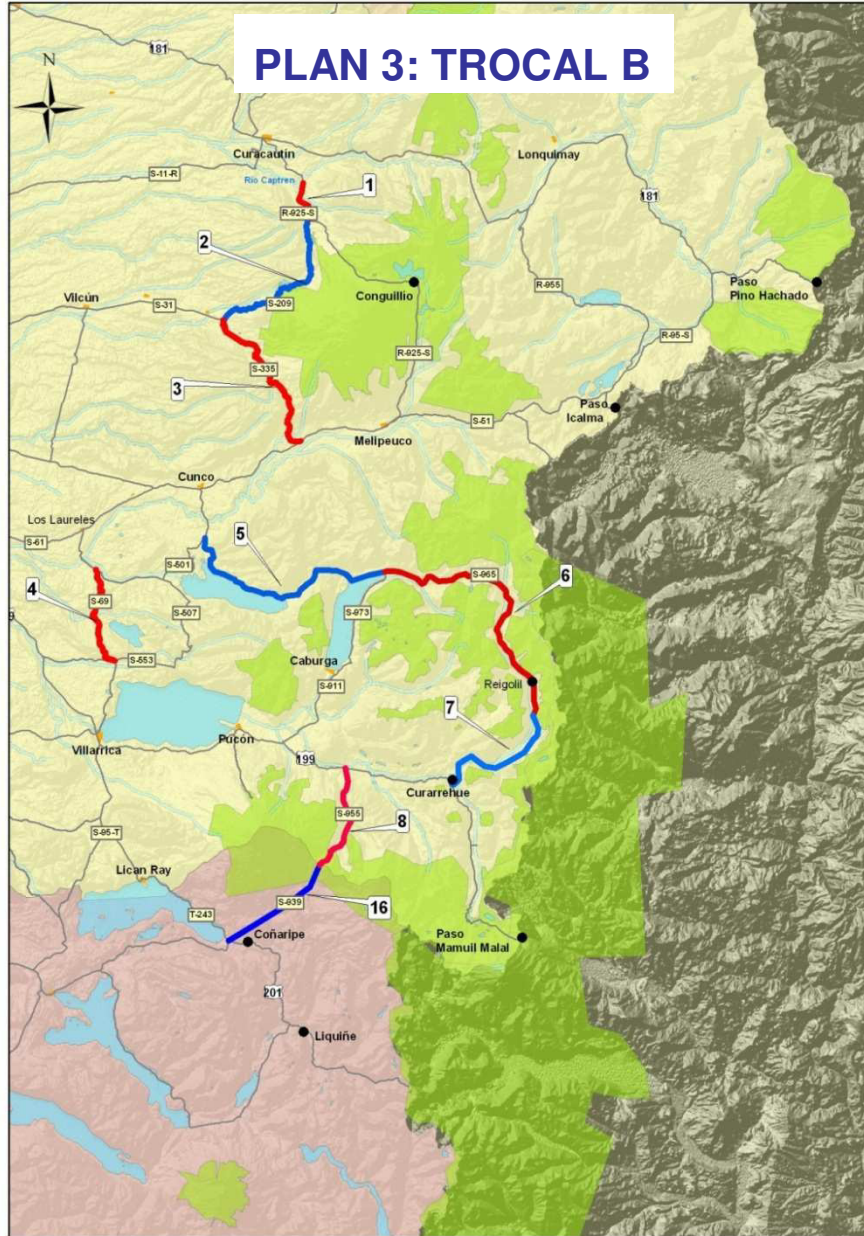 PLAN 3: TROCAL B
181
N
Curacautín
Lonquimay
S-11-R
Río Captren
1
181
R-925-S
2
Conguillio
Paso
Pino Hachado
Vilcún
S-31
S-209
R-955
R-95-S
R-925-S
S-335
3
Paso
Icalma
S-51
Melipeuco
Cunco
Los Laureles
S-61
5
S-501
S-965
6
4
S-69
S-507
S-973
S-553
Caburga
S-911
Reigolil
7
Villarrica
Pucón
199
Curarrehue
S-955
8
S-95-T
Lican Ray
S-939
16
T-243
Coñaripe
Paso
Mamuil Malal
201
Liquiñe